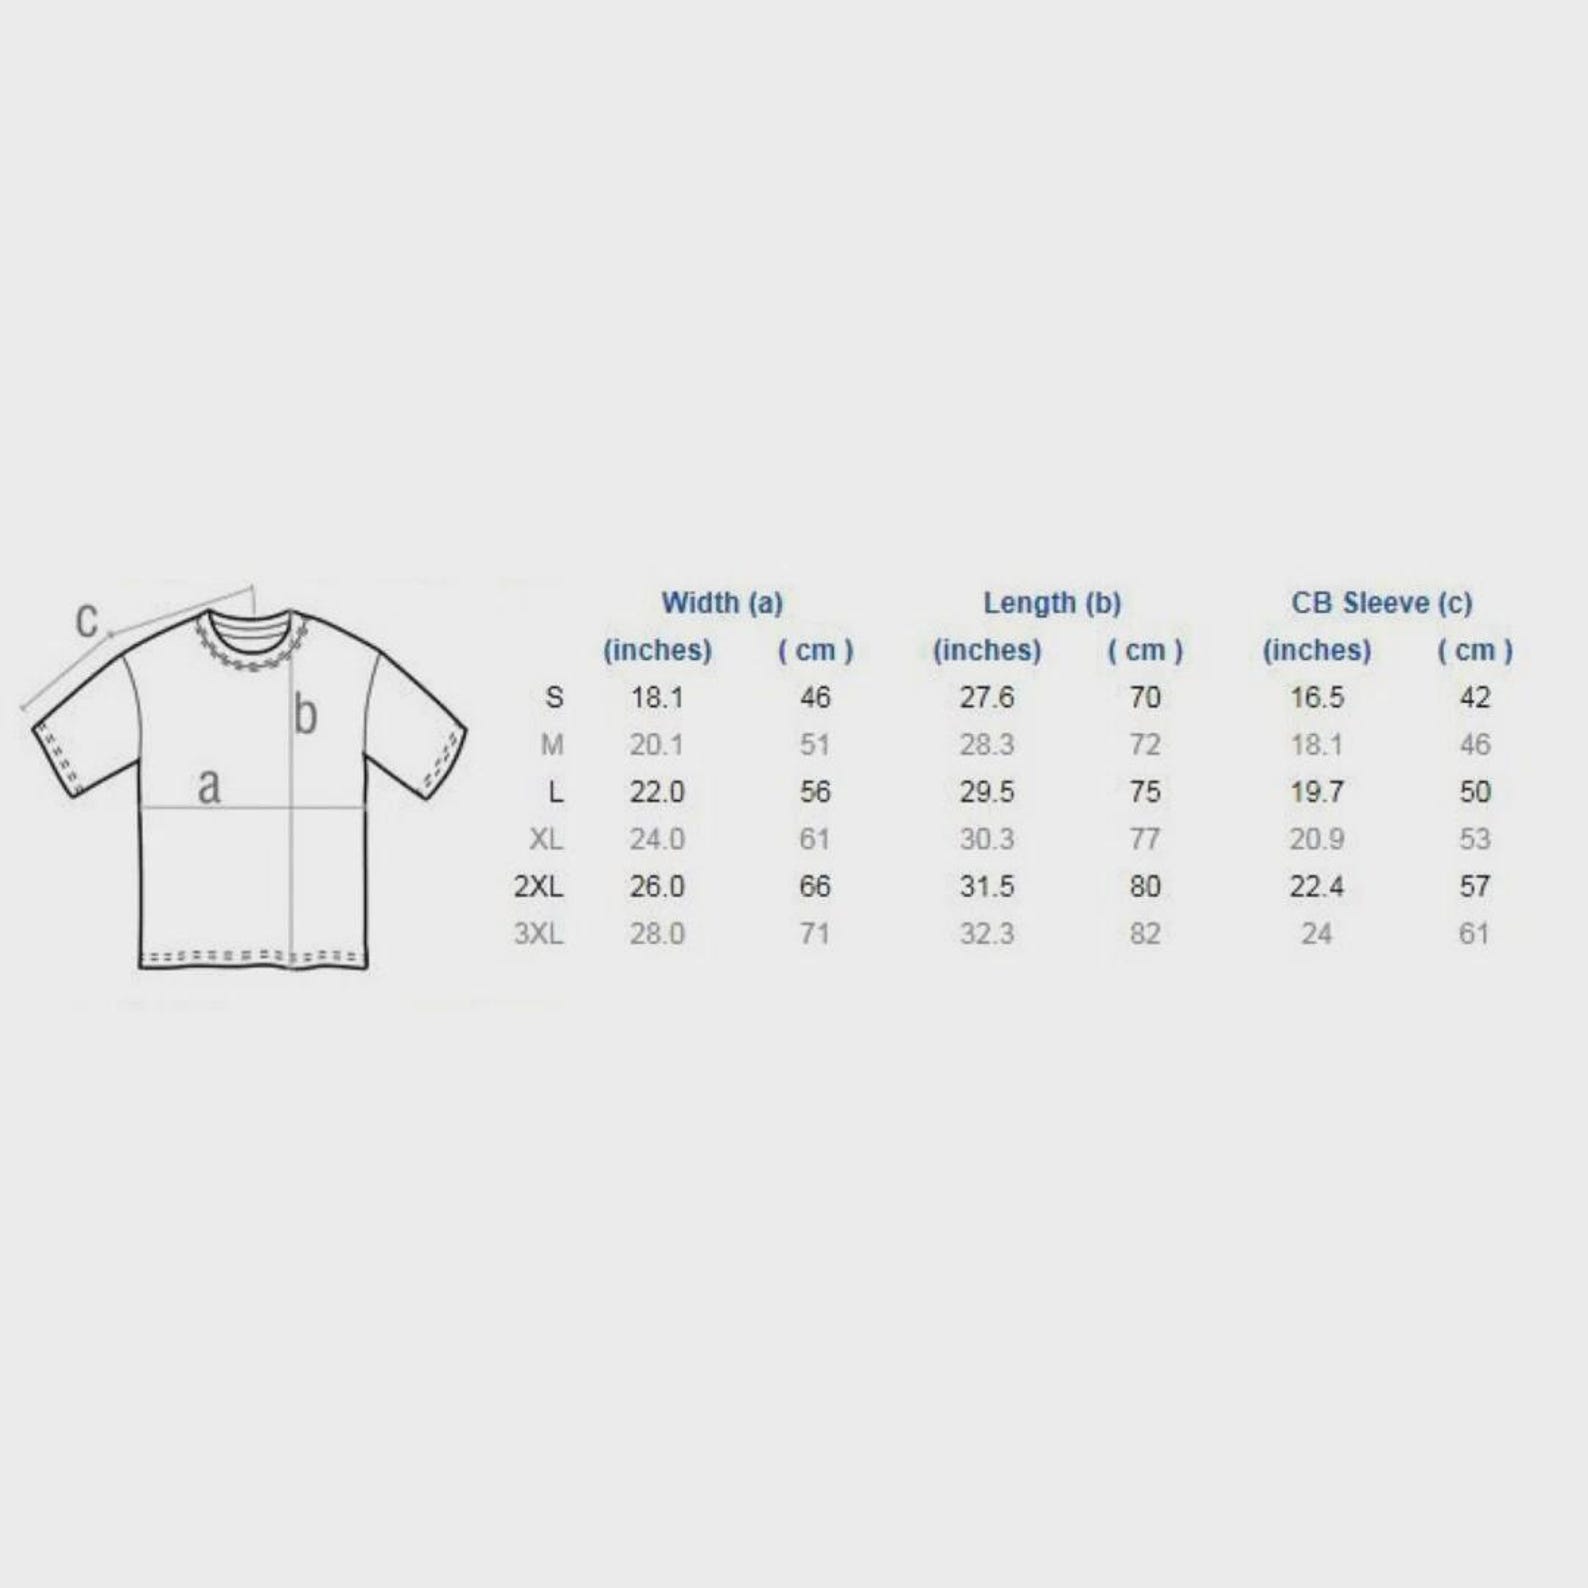 c
b
a
Width (a) Length (b) CB Sleeve (c)
(inches) ( cm ) (inches) ( cm ) (inches) ( cm )
S 18.1 46 27.6 70 16.5 42
M 20.1 51 28.3 72 18.1 46
L 22.0 56 29.5 75 19.7 50
XL 24.0 61 30.3 77 20.9 53
2XL 26.0 66 31.5 80 22.4 57
3XL 28.0 71 32.3 82 24 61